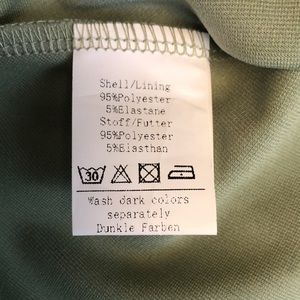 Shell/Lining
95%Polyester
5%Elastane
Stoff/Futter
95%Polyester
5%Elasthan
30
Wash dark colors
separately
Dunkle Farben